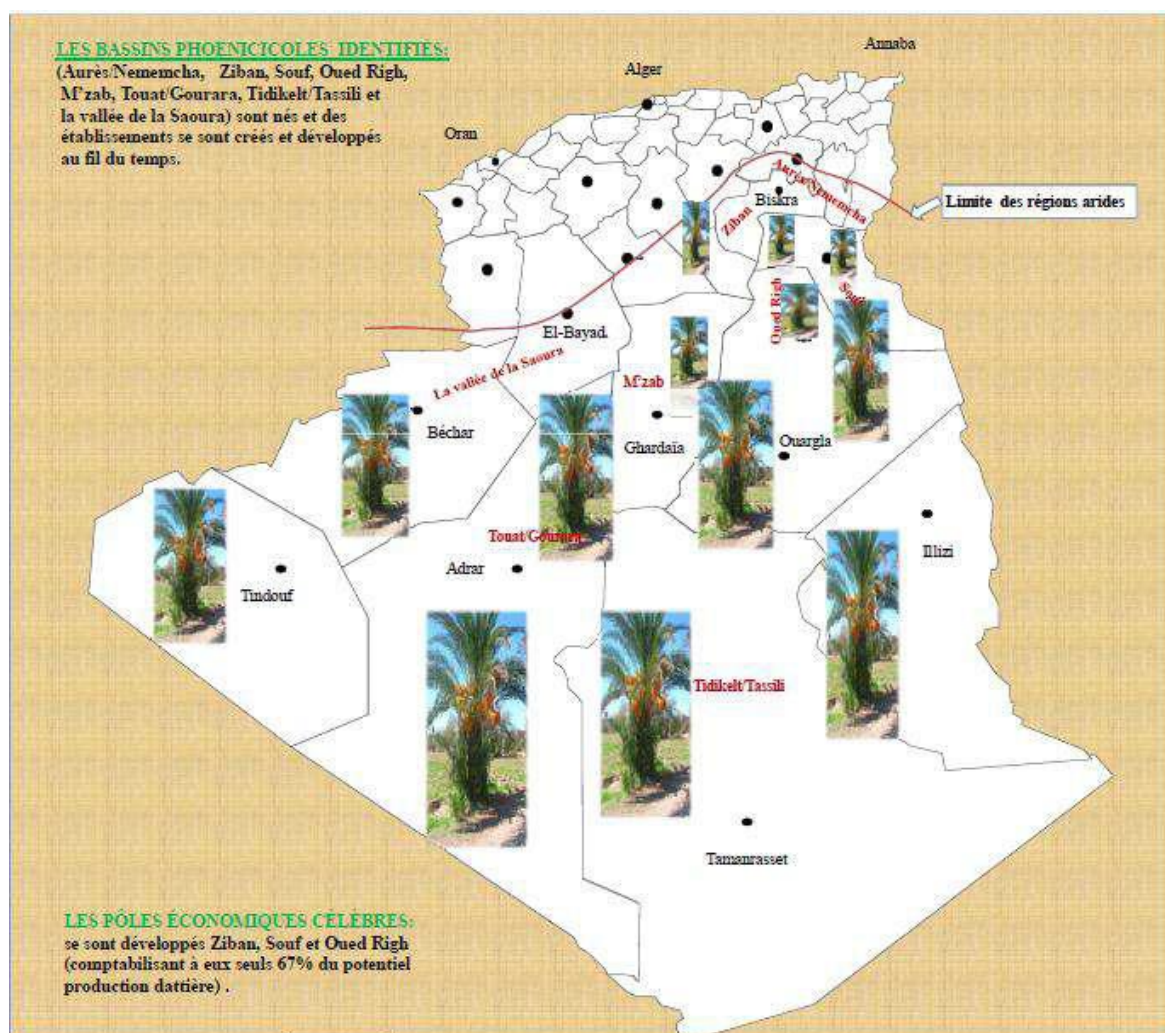 LES BASSINS PHOENICICOLES IDENTIFIÉS:
(Aurès/Nememcha, Ziban, Souf, Oued Righ,
M'zab, Touat/Gourara, Tidikelt/Tassili et
la vallée de la Saoura) sont nés et des
établissements se sont créés et développés
au fil du temps.
Annaba
Alger
Oran
Aurès/Nememcha
Limite des régions arides
Biskra
Ziban
Souf
Oued Righ
El-Bayad
La vallée de la Saoura
M'zab
Béchar
Ghardaïa
Ouargla
Touat/Gourara
Illizi
Adrar
Tindouf
Tidikelt/Tassili
Tamanrasset
LES PÔLES ÉCONOMIQUES CÉLÈBRES:
se sont développés Ziban, Souf et Oued Righ
(comptabilisant à eux seuls 67% du potentiel
production dattière) .